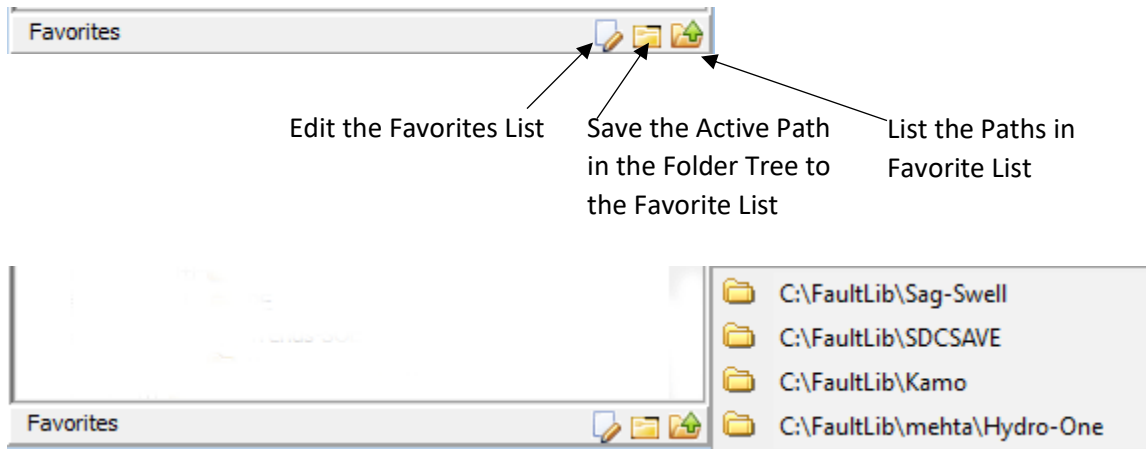 Favorites
Edit the Favorites List
Save the Active Path
in the Folder Tree to
the Favorite List
List the Paths in
Favorite List
C:\FaultLib\Sag-Swell
C:\FaultLib\SDCSAVE
C:\FaultLib\Kamo
C:\FaultLib\mehta\Hydro-One
Favorites